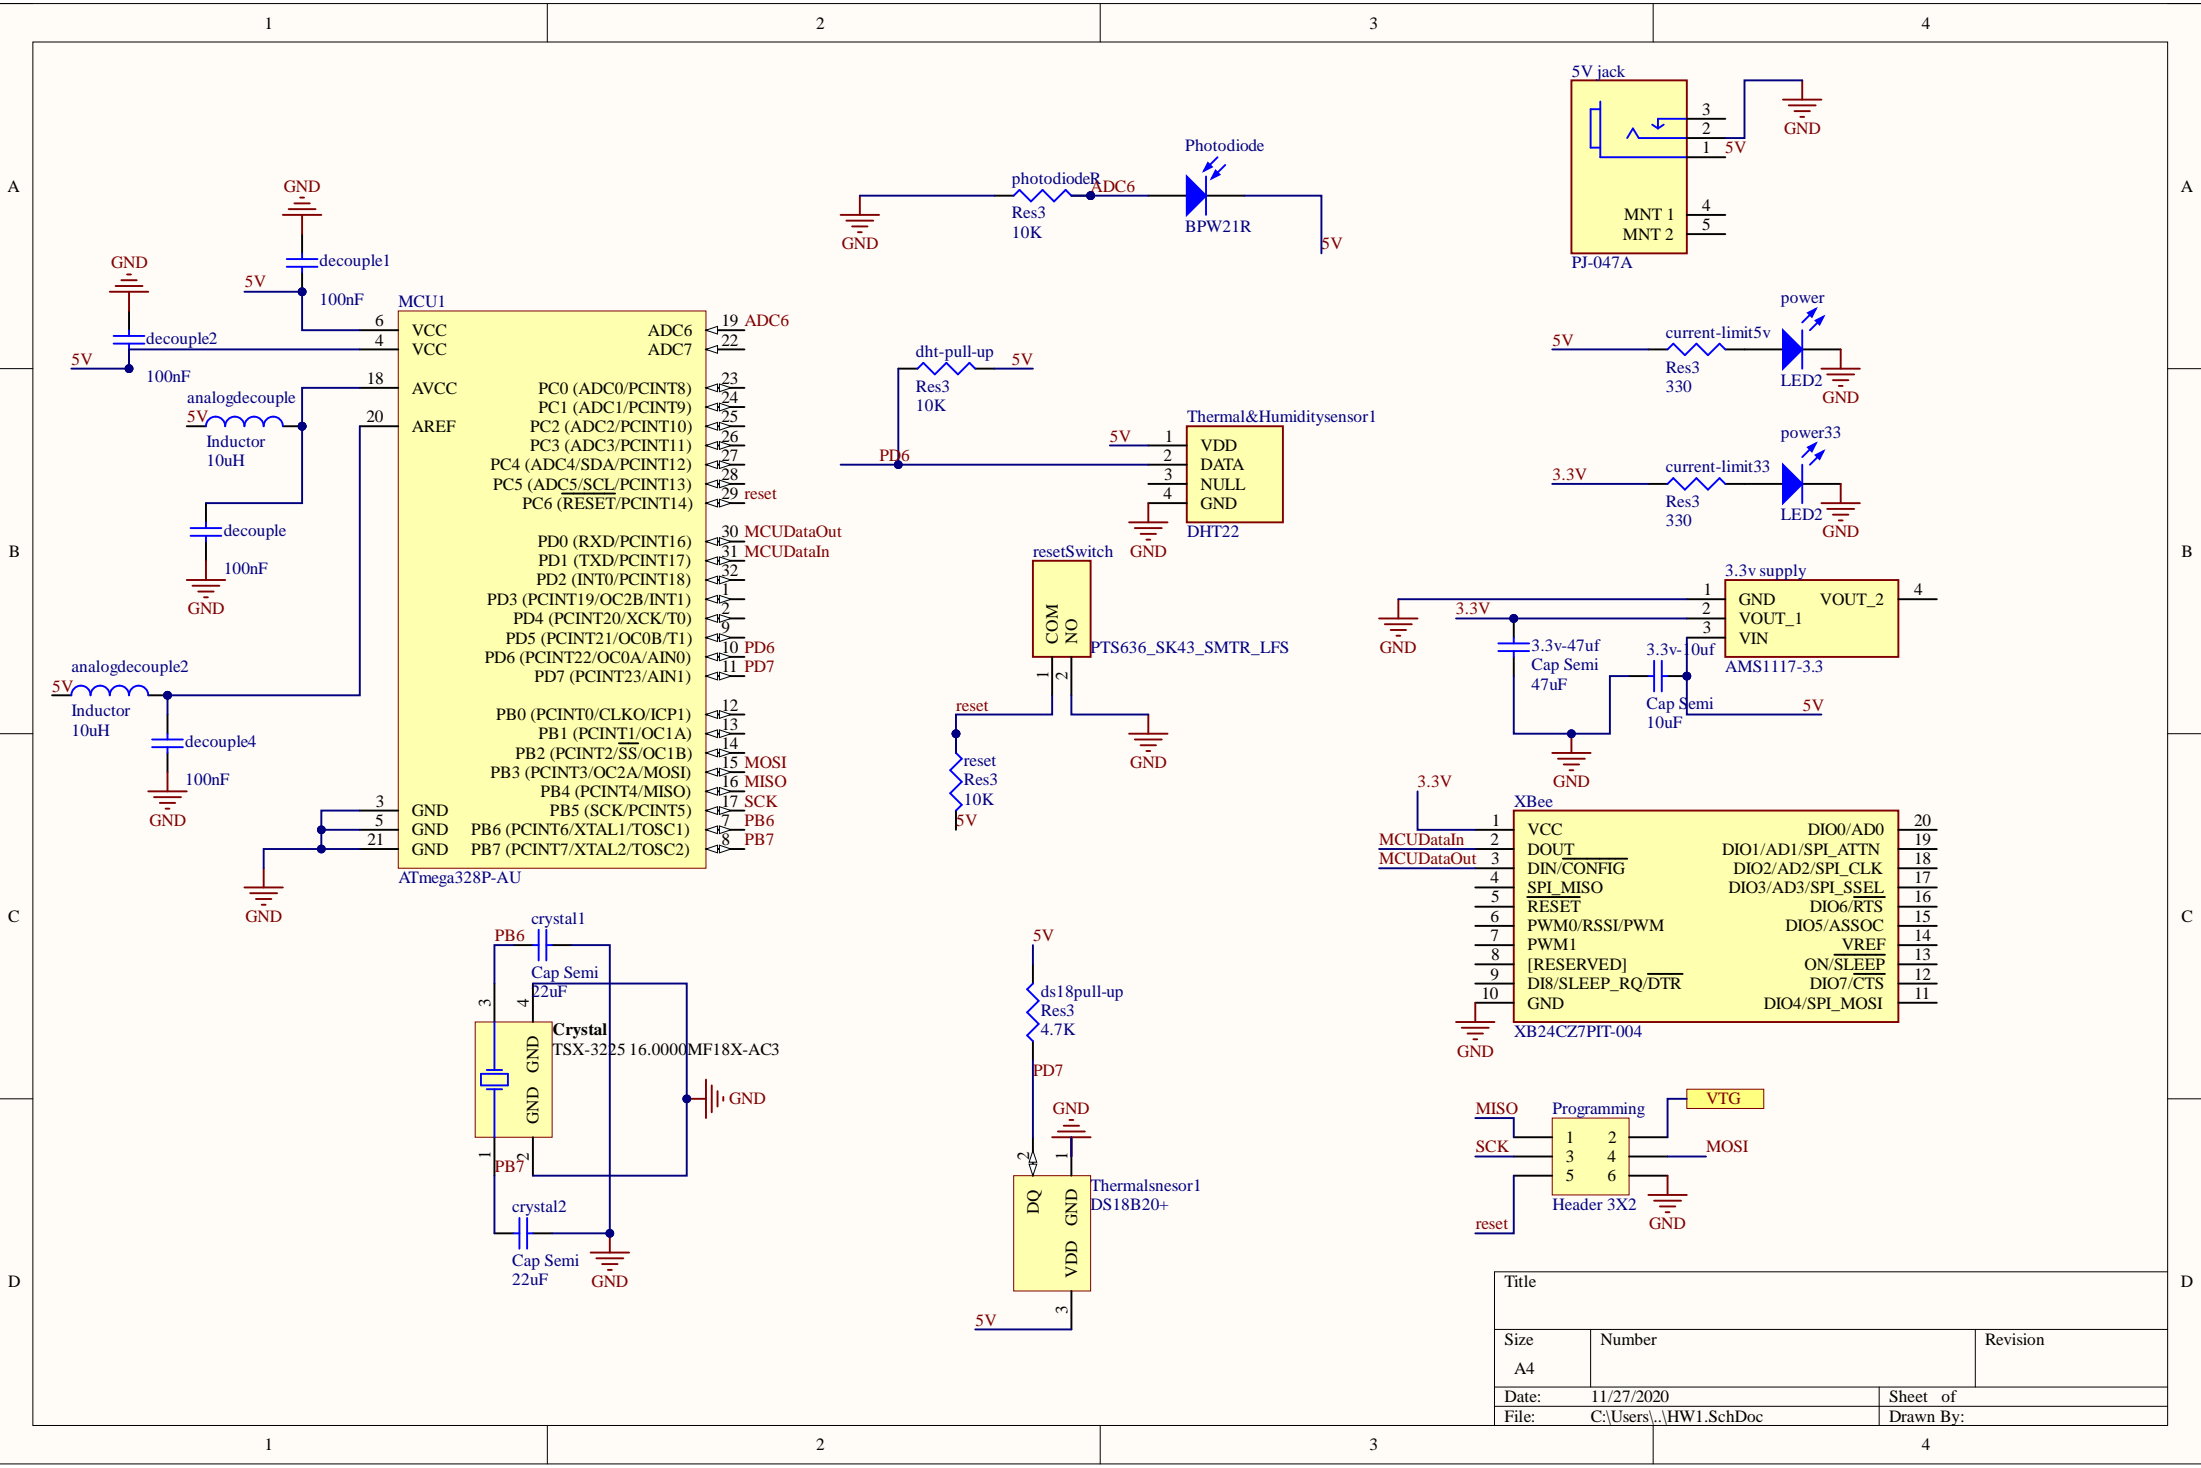 1 2 3 4
A
B
C
D
5V jack
3
2
1
5V
GND
MNT 1 4
MNT 2 5
PJ-047A
Photodiode
photodiodeR
ADC6
Res3
10K
BPW21R
GND
5V
GND
decouple1
5V
100nF
GND
decouple2
5V
100nF
analogdecouple
5V
Inductor
10uH
decouple
100nF
GND
analogdecouple2
5V
Inductor
10uH
decouple4
100nF
GND
GND
MCU1
6 VCC
4 VCC
18 AVCC
20 AREF
3 GND
5 GND
21 GND
ADC6 19 ADC6
ADC7 22
PC0 (ADC0/PCINT8) 23
PC1 (ADC1/PCINT9) 24
PC2 (ADC2/PCINT10) 25
PC3 (ADC3/PCINT11) 26
PC4 (ADC4/SDA/PCINT12) 27
PC5 (ADC5/SCL/PCINT13) 28
PC6 (RESET/PCINT14) 29 reset
PD0 (RXD/PCINT16) 30 MCUDataOut
PD1 (TXD/PCINT17) 31 MCUDataIn
PD2 (INT0/PCINT18) 32
PD3 (PCINT19/OC2B/INT1) 1
PD4 (PCINT20/XCK/T0) 2
PD5 (PCINT21/OC0B/T1) 9
PD6 (PCINT22/OC0A/AIN0) 10 PD6
PD7 (PCINT23/AIN1) 11 PD7
PB0 (PCINT0/CLKO/ICP1) 12
PB1 (PCINT1/OC1A) 13
PB2 (PCINT2/SS/OC1B) 14
PB3 (PCINT3/OC2A/MOSI) 15 MOSI
PB4 (PCINT4/MISO) 16 MISO
PB5 (SCK/PCINT5) 17 SCK
PB6 (PCINT6/XTAL1/TOSC1) 7 PB6
PB7 (PCINT7/XTAL2/TOSC2) 8 PB7
ATmega328P-AU
dht-pull-up
5V
Res3
10K
PD6
Thermal&Humiditysensor1
5V
1 VDD
2 DATA
3 NULL
4 GND
DHT22
GND
resetSwitch
COM
NO
PTS636_SK43_SMTR_LFS
1 2
reset
GND
reset
Res3
10K
5V
power
5V
current-limit5v
Res3
330
LED2
GND
power33
3.3V
current-limit33
Res3
330
LED2
GND
3.3v supply
1 GND
2 VOUT_1
3 VIN
VOUT_2 4
AMS1117-3.3
GND
3.3V
3.3v-47uf
Cap Semi
47uF
3.3v-10uf
Cap Semi
10uF
5V
GND
3.3V
XBee
1 VCC
MCUDataIn 2 DOUT
MCUDataOut 3 DIN/CONFIG
4 SPI_MISO
5 RESET
6 PWM0/RSSI/PWM
7 PWM1
8 [RESERVED]
9 DI8/SLEEP_RQ/DTR
10 GND
DIO0/AD0 20
DIO1/AD1/SPI_ATTN 19
DIO2/AD2/SPI_CLK 18
DIO3/AD3/SPI_SSEL 17
DIO6/RTS 16
DIO5/ASSOC 15
VREF 14
ON/SLEEP 13
DIO7/CTS 12
DIO4/SPI_MOSI 11
XB24CZ7PIT-004
GND
crystal1
PB6
Cap Semi
22uF
3 4
Crystal
TSX-3225 16.0000MF18X-AC3
GND
GND
GND
1 2
PB7
crystal2
Cap Semi
22uF
GND
5V
ds18pull-up
Res3
4.7K
PD7
GND
2 1
DQ
GND
VDD
Thermalsnesor1
DS18B20+
3
5V
VTG
MISO
Programming
SCK
1 2
3 4
5 6
MOSI
reset
Header 3X2
GND
Title
Size
A4
Number
Revision
Date: 11/27/2020
Sheet of
File: C:\Users\..\HW1.SchDoc
Drawn By:
A
B
C
D
1 2 3 4